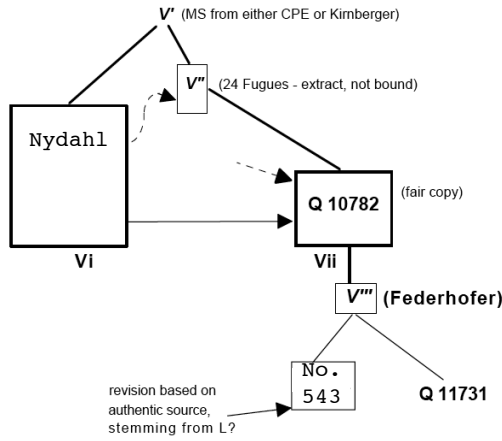 V' (MS from either CPE or Kirnberger)
V" (24 Fugues - extract, not bound)
Nydahl
Q 10782 (fair copy)
Vi
Vii
V''' (Federhofer)
No.
543
Q 11731
revision based on
authentic source,
stemming from L?